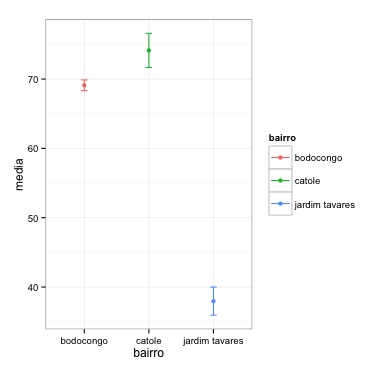 media
70
60
50
40
bodocongo
catole
jardim tavares
bairro
bairro
bodocongo
catole
jardim tavares